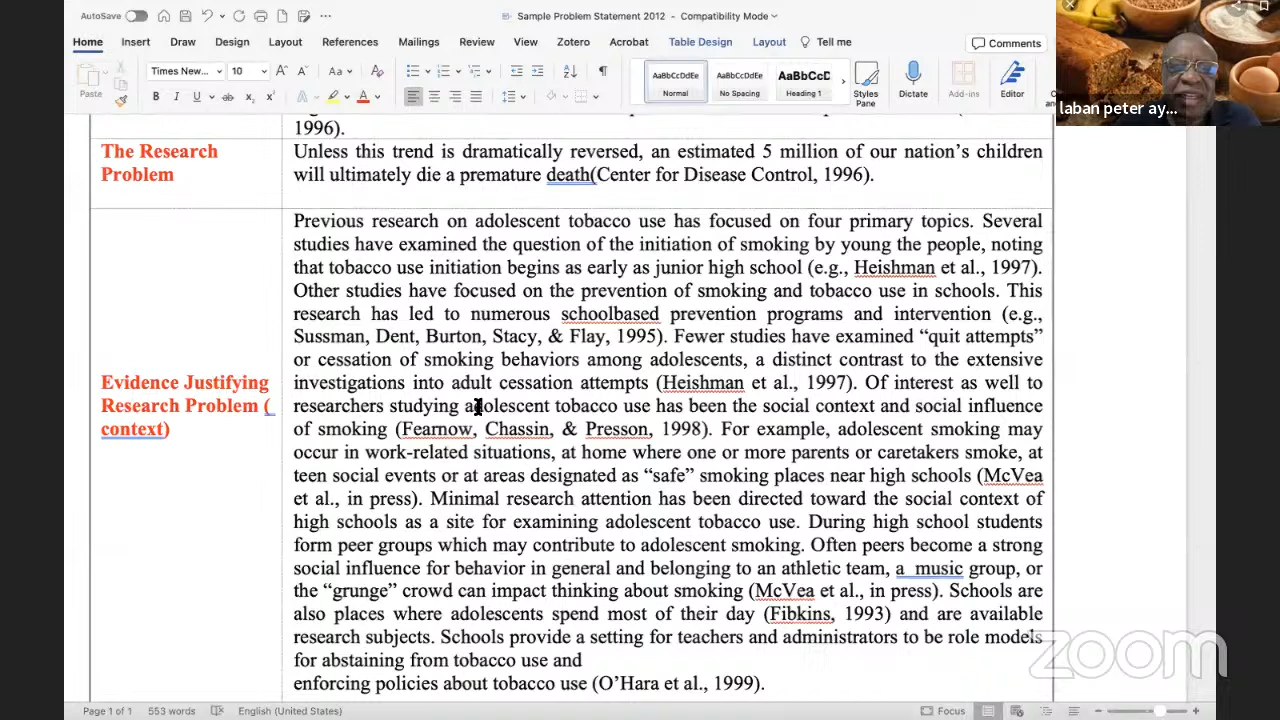 AutoSave
Sample Problem Statement 2012 - Compatibility Mode
Home Insert Draw Design Layout References Mailings Review View Zotero Acrobat Table Design Layout Tell me Comments
Paste
Times New... 10
AaBbCcDdEe AaBbCcDdEe AaBbCcD
Normal No Spacing Heading 1
Styles Pane
Dictate
Add-ins
Editor
laban peter ay...
1996).
The Research
Problem
Unless this trend is dramatically reversed, an estimated 5 million of our nation's children
will ultimately die a premature death(Center for Disease Control, 1996).
Evidence Justifying
Research Problem (
context)
Previous research on adolescent tobacco use has focused on four primary topics. Several
studies have examined the question of the initiation of smoking by young the people, noting
that tobacco use initiation begins as early as junior high school (e.g., Heishman et al., 1997).
Other studies have focused on the prevention of smoking and tobacco use in schools. This
research has led to numerous schoolbased prevention programs and intervention (e.g.,
Sussman, Dent, Burton, Stacy, & Flay, 1995). Fewer studies have examined “quit attempts”
or cessation of smoking behaviors among adolescents, a distinct contrast to the extensive
investigations into adult cessation attempts (Heishman et al., 1997). Of interest as well to
researchers studying adolescent tobacco use has been the social context and social influence
of smoking (Fearnow, Chassin, & Presson, 1998). For example, adolescent smoking may
occur in work-related situations, at home where one or more parents or caretakers smoke, at
teen social events or at areas designated as “safe” smoking places near high schools (McVea
et al., in press). Minimal research attention has been directed toward the social context of
high schools as a site for examining adolescent tobacco use. During high school students
form peer groups which may contribute to adolescent smoking. Often peers become a strong
social influence for behavior in general and belonging to an athletic team, a music group, or
the “grunge” crowd can impact thinking about smoking (McVea et al., in press). Schools are
also places where adolescents spend most of their day (Fibkins, 1993) and are available
research subjects. Schools provide a setting for teachers and administrators to be role models
for abstaining from tobacco use and
enforcing policies about tobacco use (O'Hara et al., 1999).
zoom
Page 1 of 1 553 words English (United States) Focus